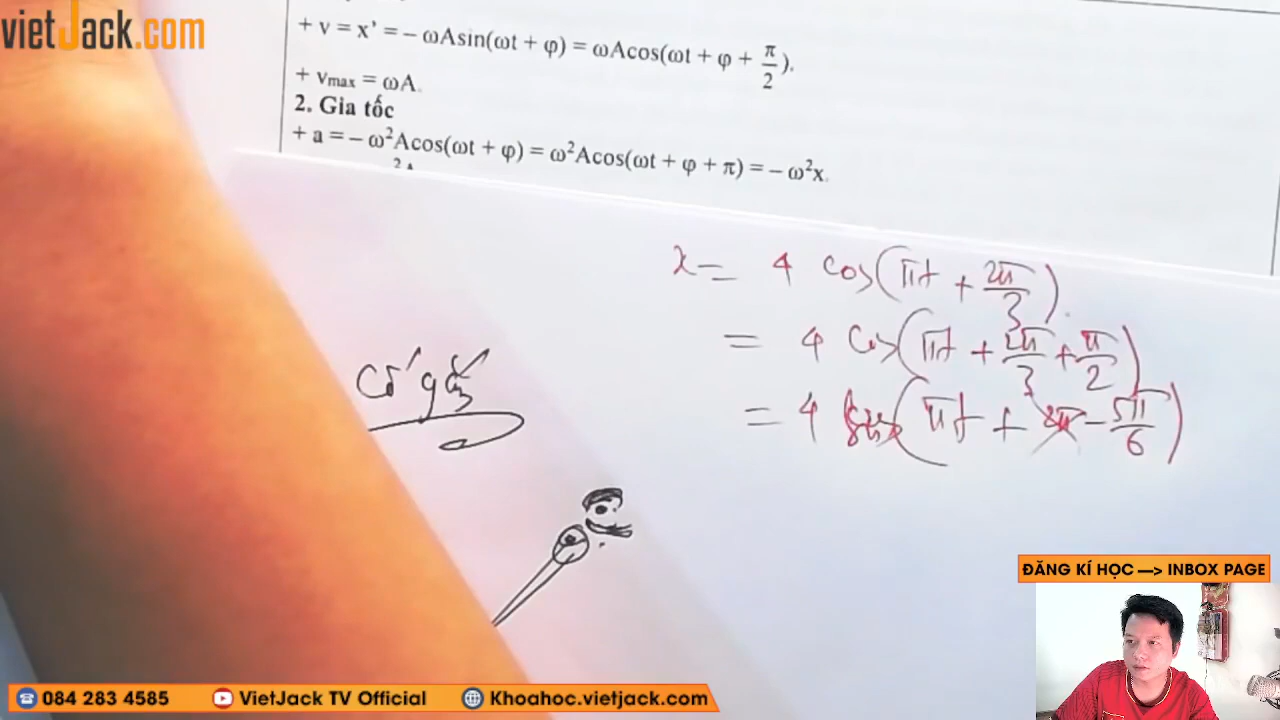 vietJack.com
+ v = x' = – ωAsin(ωt + φ) = ωAcos(ωt + φ + π/2).
+ vmax = ωA.
2. Gia tốc
+ a = – ω²Acos(ωt + φ) = ω²Acos(ωt + φ + π) = – ω²x.
x = 4 cos(πt + 2π/3).
= 4 cos(πt + 2π/3 + π/2)
= 4 (πt + - 5π/6)
Cố gắ
ĐĂNG KÍ HỌC —> INBOX PAGE
084 283 4585 VietJack TV Official Khoahoc.vietjack.com